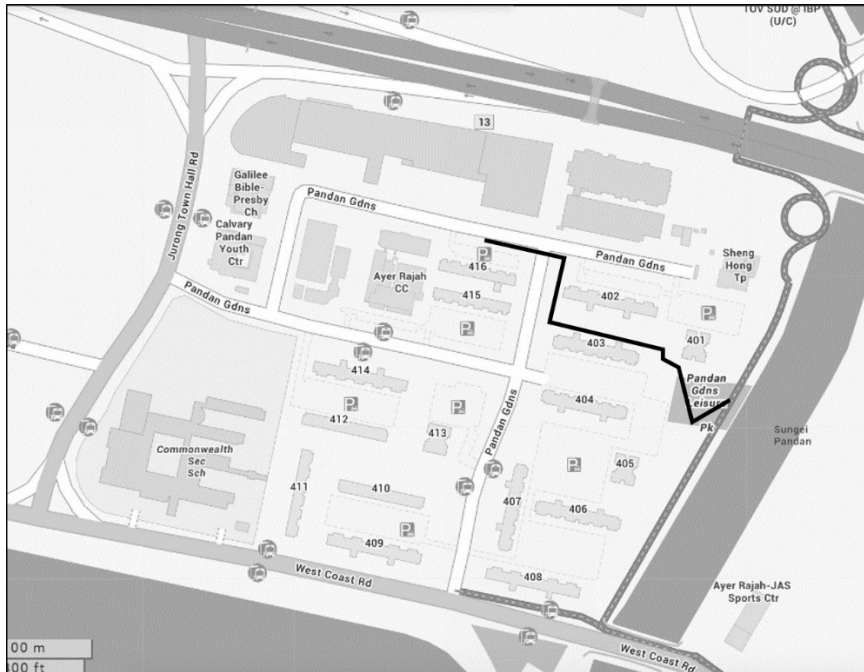 TUV SUD @ IBP
(U/C)
13
Galilee
Bible-
Presby
Ch
Jurong Town Hall Rd
Pandan Gdns
Calvary
Pandan
Youth
Ctr
Pandan Gdns
Sheng
Hong
Tp
P
416
Ayer Rajah
CC
415
402
P
Pandan Gdns
P
403
401
414
Pandan
Gdns
Leisure
Pk
404
P
412
Pandan Gdns
P
413
Sungei
Pandan
Commonwealth
Sec
Sch
411
410
P
405
407
406
P
409
408
West Coast Rd
Ayer Rajah-JAS
Sports Ctr
West Coast Rd
00 m
300 ft